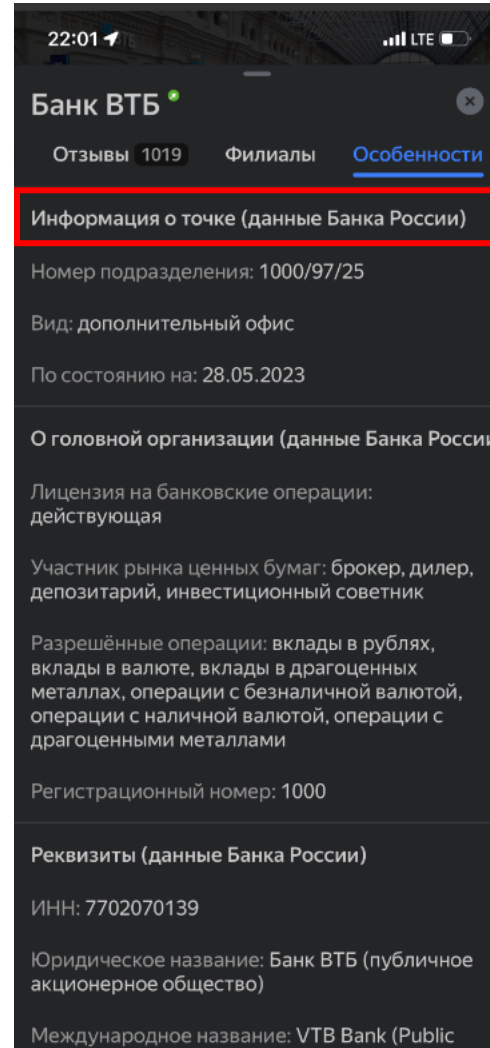 22:01 LTE
Банк ВТБ
Отзывы 1019 Филиалы Особенности
Информация о точке (данные Банка России)
Номер подразделения: 1000/97/25
Вид: дополнительный офис
По состоянию на: 28.05.2023
О головной организации (данные Банка России
Лицензия на банковские операции:
действующая
Участник рынка ценных бумаг: брокер, дилер,
депозитарий, инвестиционный советник
Разрешённые операции: вклады в рублях,
вклады в валюте, вклады в драгоценных
металлах, операции с безналичной валютой,
операции с наличной валютой, операции с
драгоценными металлами
Регистрационный номер: 1000
Реквизиты (данные Банка России)
ИНН: 7702070139
Юридическое название: Банк ВТБ (публичное
акционерное общество)
Международное название: VTB Bank (Public